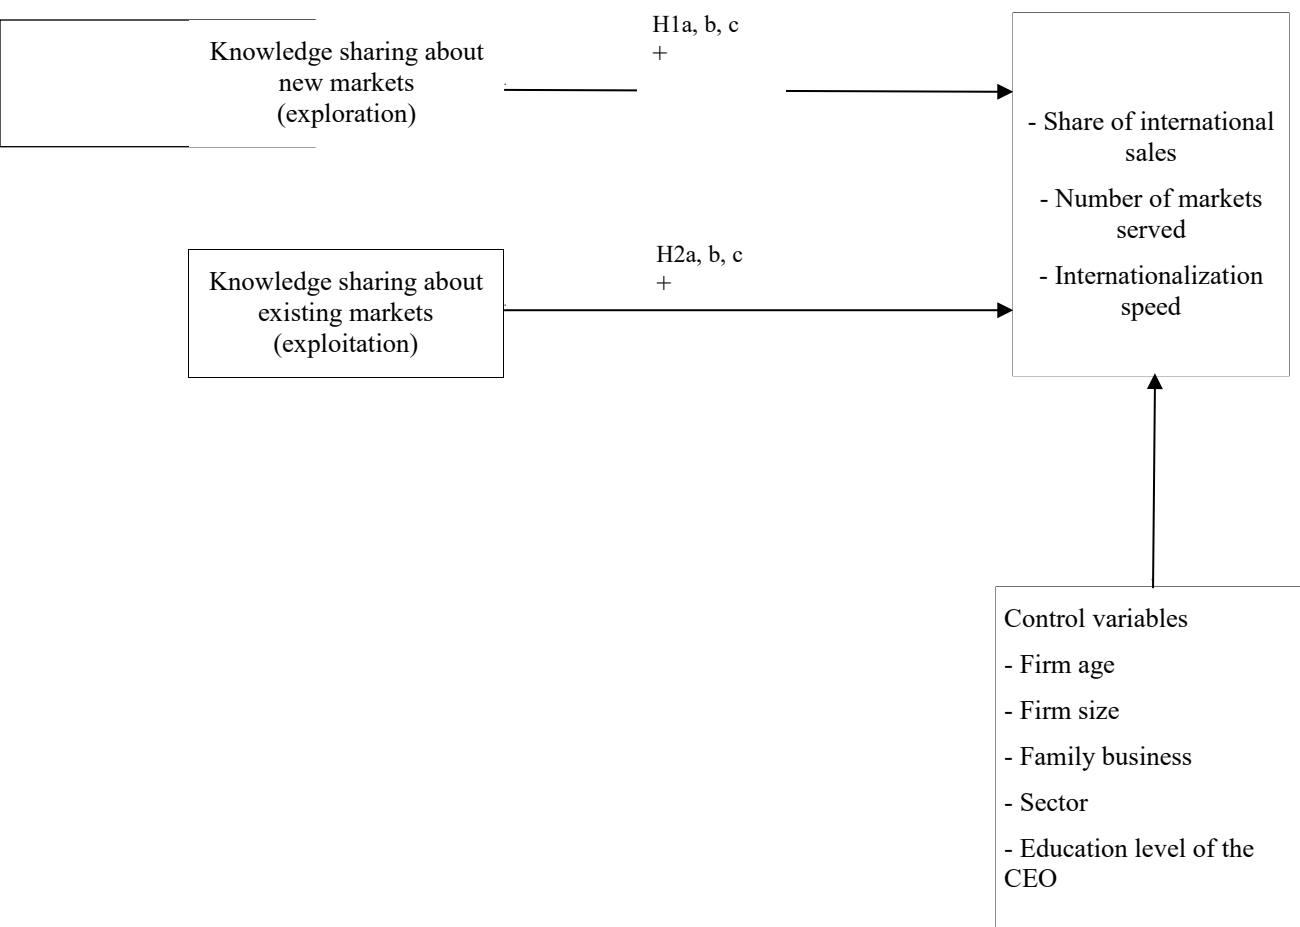 Knowledge sharing about
new markets
(exploration)
H1a, b, c
+
- Share of international
sales
- Number of markets
served
- Internationalization
speed
Knowledge sharing about
existing markets
(exploitation)
H2a, b, c
+
Control variables
- Firm age
- Firm size
- Family business
- Sector
- Education level of the
CEO